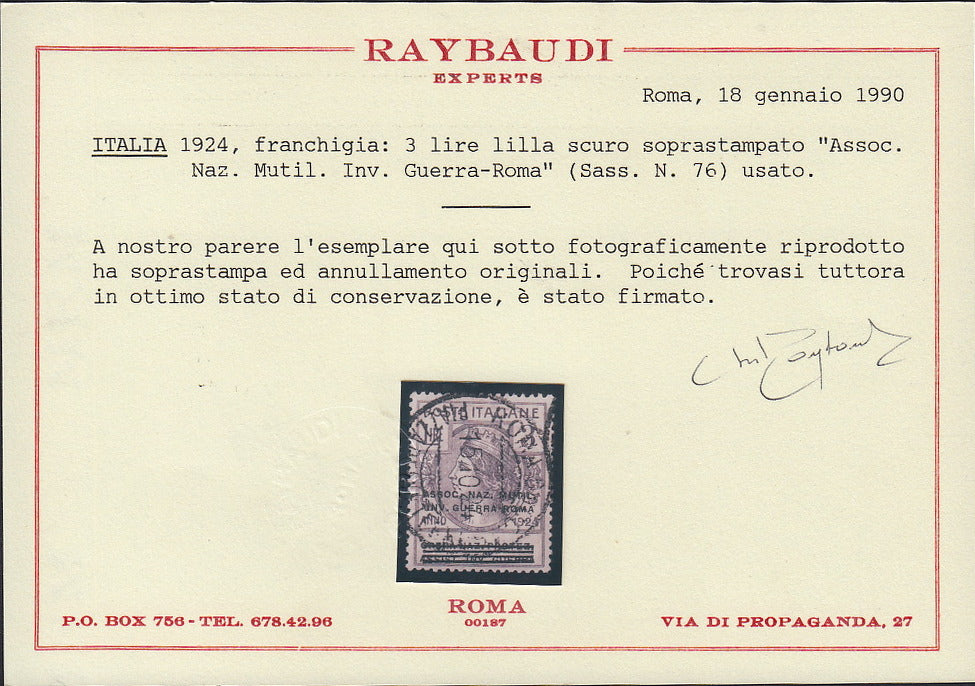 RAYBAUDI
EXPERTS
Roma, 18 gennaio 1990
ITALIA 1924, franchigia: 3 lire lilla scuro soprastampato "Assoc.
Naz. Mutil. Inv. Guerra-Roma" (Sass. N. 76) usato.
A nostro parere l'esemplare qui sotto fotograficamente riprodotto
ha soprastampa ed annullamento originali. Poiché trovasi tuttora
in ottimo stato di conservazione, è stato firmato.
POSTE ITALIANE
ASSOC. NAZ. MUTIL.
INV. GUERRA-ROMA
ANNO 1924
ROMA
00187
P.O. BOX 756 - TEL. 678.42.96
VIA DI PROPAGANDA, 27